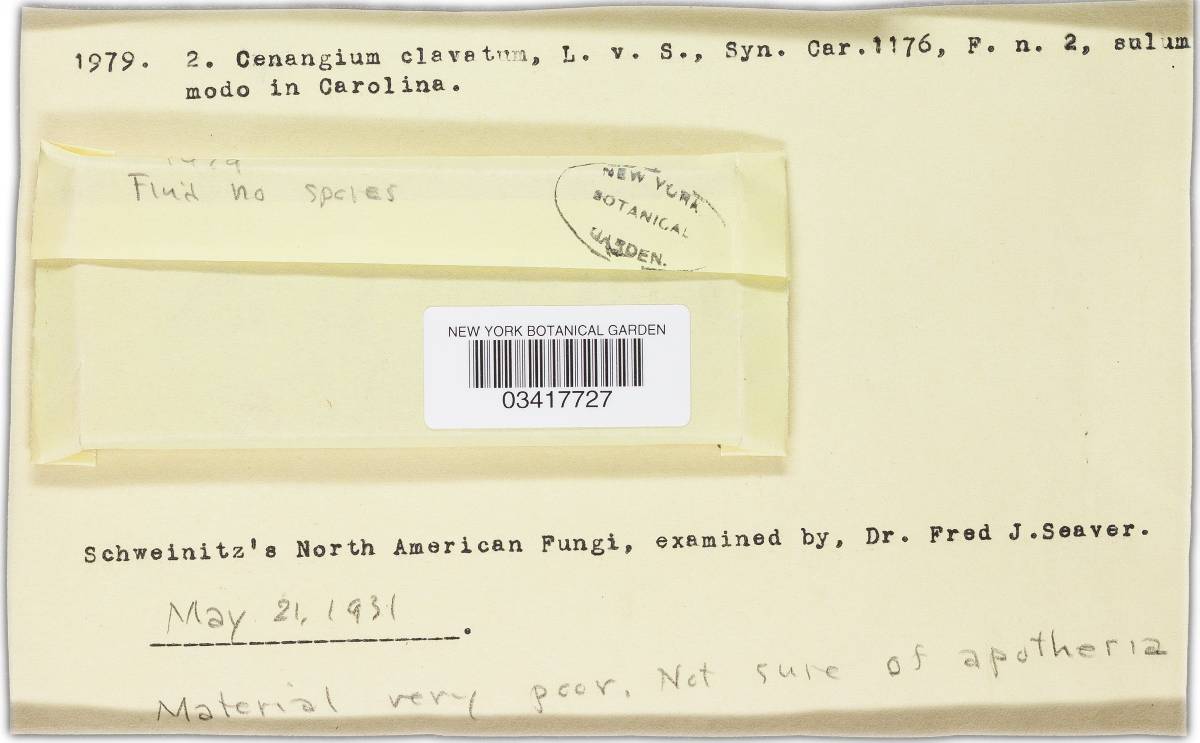 1979. 2. Cenangium clavatum, L. v. S., Syn. Car.1176, F. n. 2, sulum
modo in Carolina.
1979
Find no spcies
NEW YORK
BOTANICAL
GARDEN.
NEW YORK BOTANICAL GARDEN
03417727
Schweinitz's North American Fungi, examined by, Dr. Fred J.Seaver.
May 21, 1931
Material very poor. Not sure of apotheria